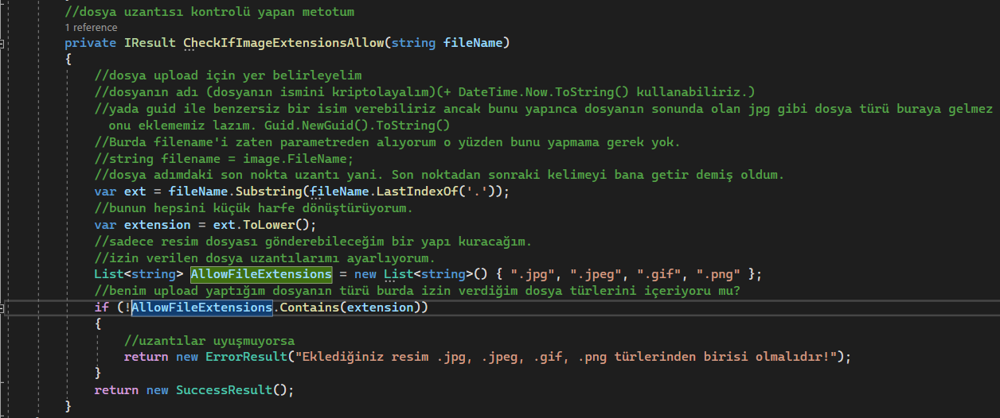 //dosya uzantısı kontrolü yapan metotum
1 reference
private IResult CheckIfImageExtensionsAllow(string fileName)
{
//dosya upload için yer belirleyelim
//dosyanın adı (dosyanın ismini kriptolayalım)(+ DateTime.Now.ToString() kullanabiliriz.)
//yada guid ile benzersiz bir isim verebiliriz ancak bunu yapınca dosyanın sonunda olan jpg gibi dosya türü buraya gelmez
onu eklememiz lazım. Guid.NewGuid().ToString()
//Burda filename'i zaten parametreden alıyorum o yüzden bunu yapmama gerek yok.
//string filename = image.FileName;
//dosya adımdaki son nokta uzantı yani. Son noktadan sonraki kelimeyi bana getir demiş oldum.
var ext = fileName.Substring(fileName.LastIndexOf('.'));
//bunun hepsini küçük harfe dönüştürüyorum.
var extension = ext.ToLower();
//sadece resim dosyası gönderebileceğim bir yapı kuracağım.
//izin verilen dosya uzantılarımı ayarlıyorum.
List<string> AllowFileExtensions = new List<string>() { ".jpg", ".jpeg", ".gif", ".png" };
//benim upload yaptığım dosyanın türü burda izin verdiğim dosya türlerini içeriyoru mu?
if (!AllowFileExtensions.Contains(extension))
{
//uzantılar uyuşmuyorsa
return new ErrorResult("Eklediğiniz resim .jpg, .jpeg, .gif, .png türlerinden birisi olmalıdır!");
}
return new SuccessResult();
}